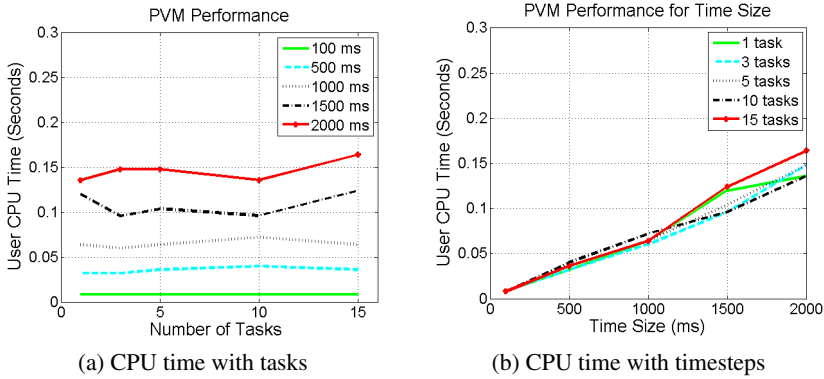 PVM Performance
0.3
0.25
0.2
0.15
0.1
0.05
0
0
5
10
15
User CPU Time (Seconds)
Number of Tasks
100 ms
500 ms
1000 ms
1500 ms
2000 ms
(a) CPU time with tasks
PVM Performance for Time Size
0.3
0.25
0.2
0.15
0.1
0.05
0
0
500
1000
1500
2000
User CPU Time (Seconds)
Time Size (ms)
1 task
3 tasks
5 tasks
10 tasks
15 tasks
(b) CPU time with timesteps